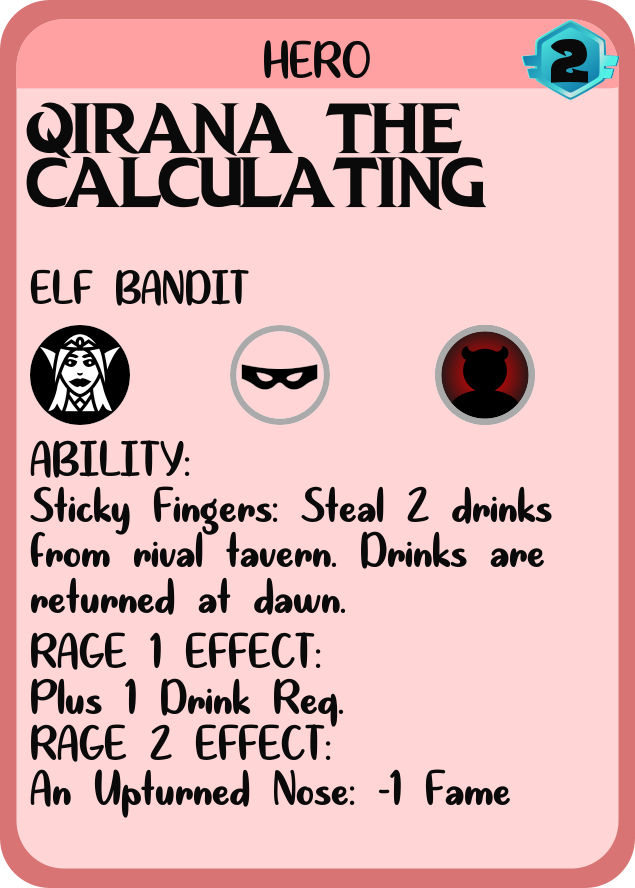 HERO
2
QIRANA THE
CALCULATING
ELF BANDIT
ABILITY:
Sticky Fingers: Steal 2 drinks
from rival tavern. Drinks are
returned at dawn.
RAGE 1 EFFECT:
Plus 1 Drink Req.
RAGE 2 EFFECT:
An Upturned Nose: -1 Fame